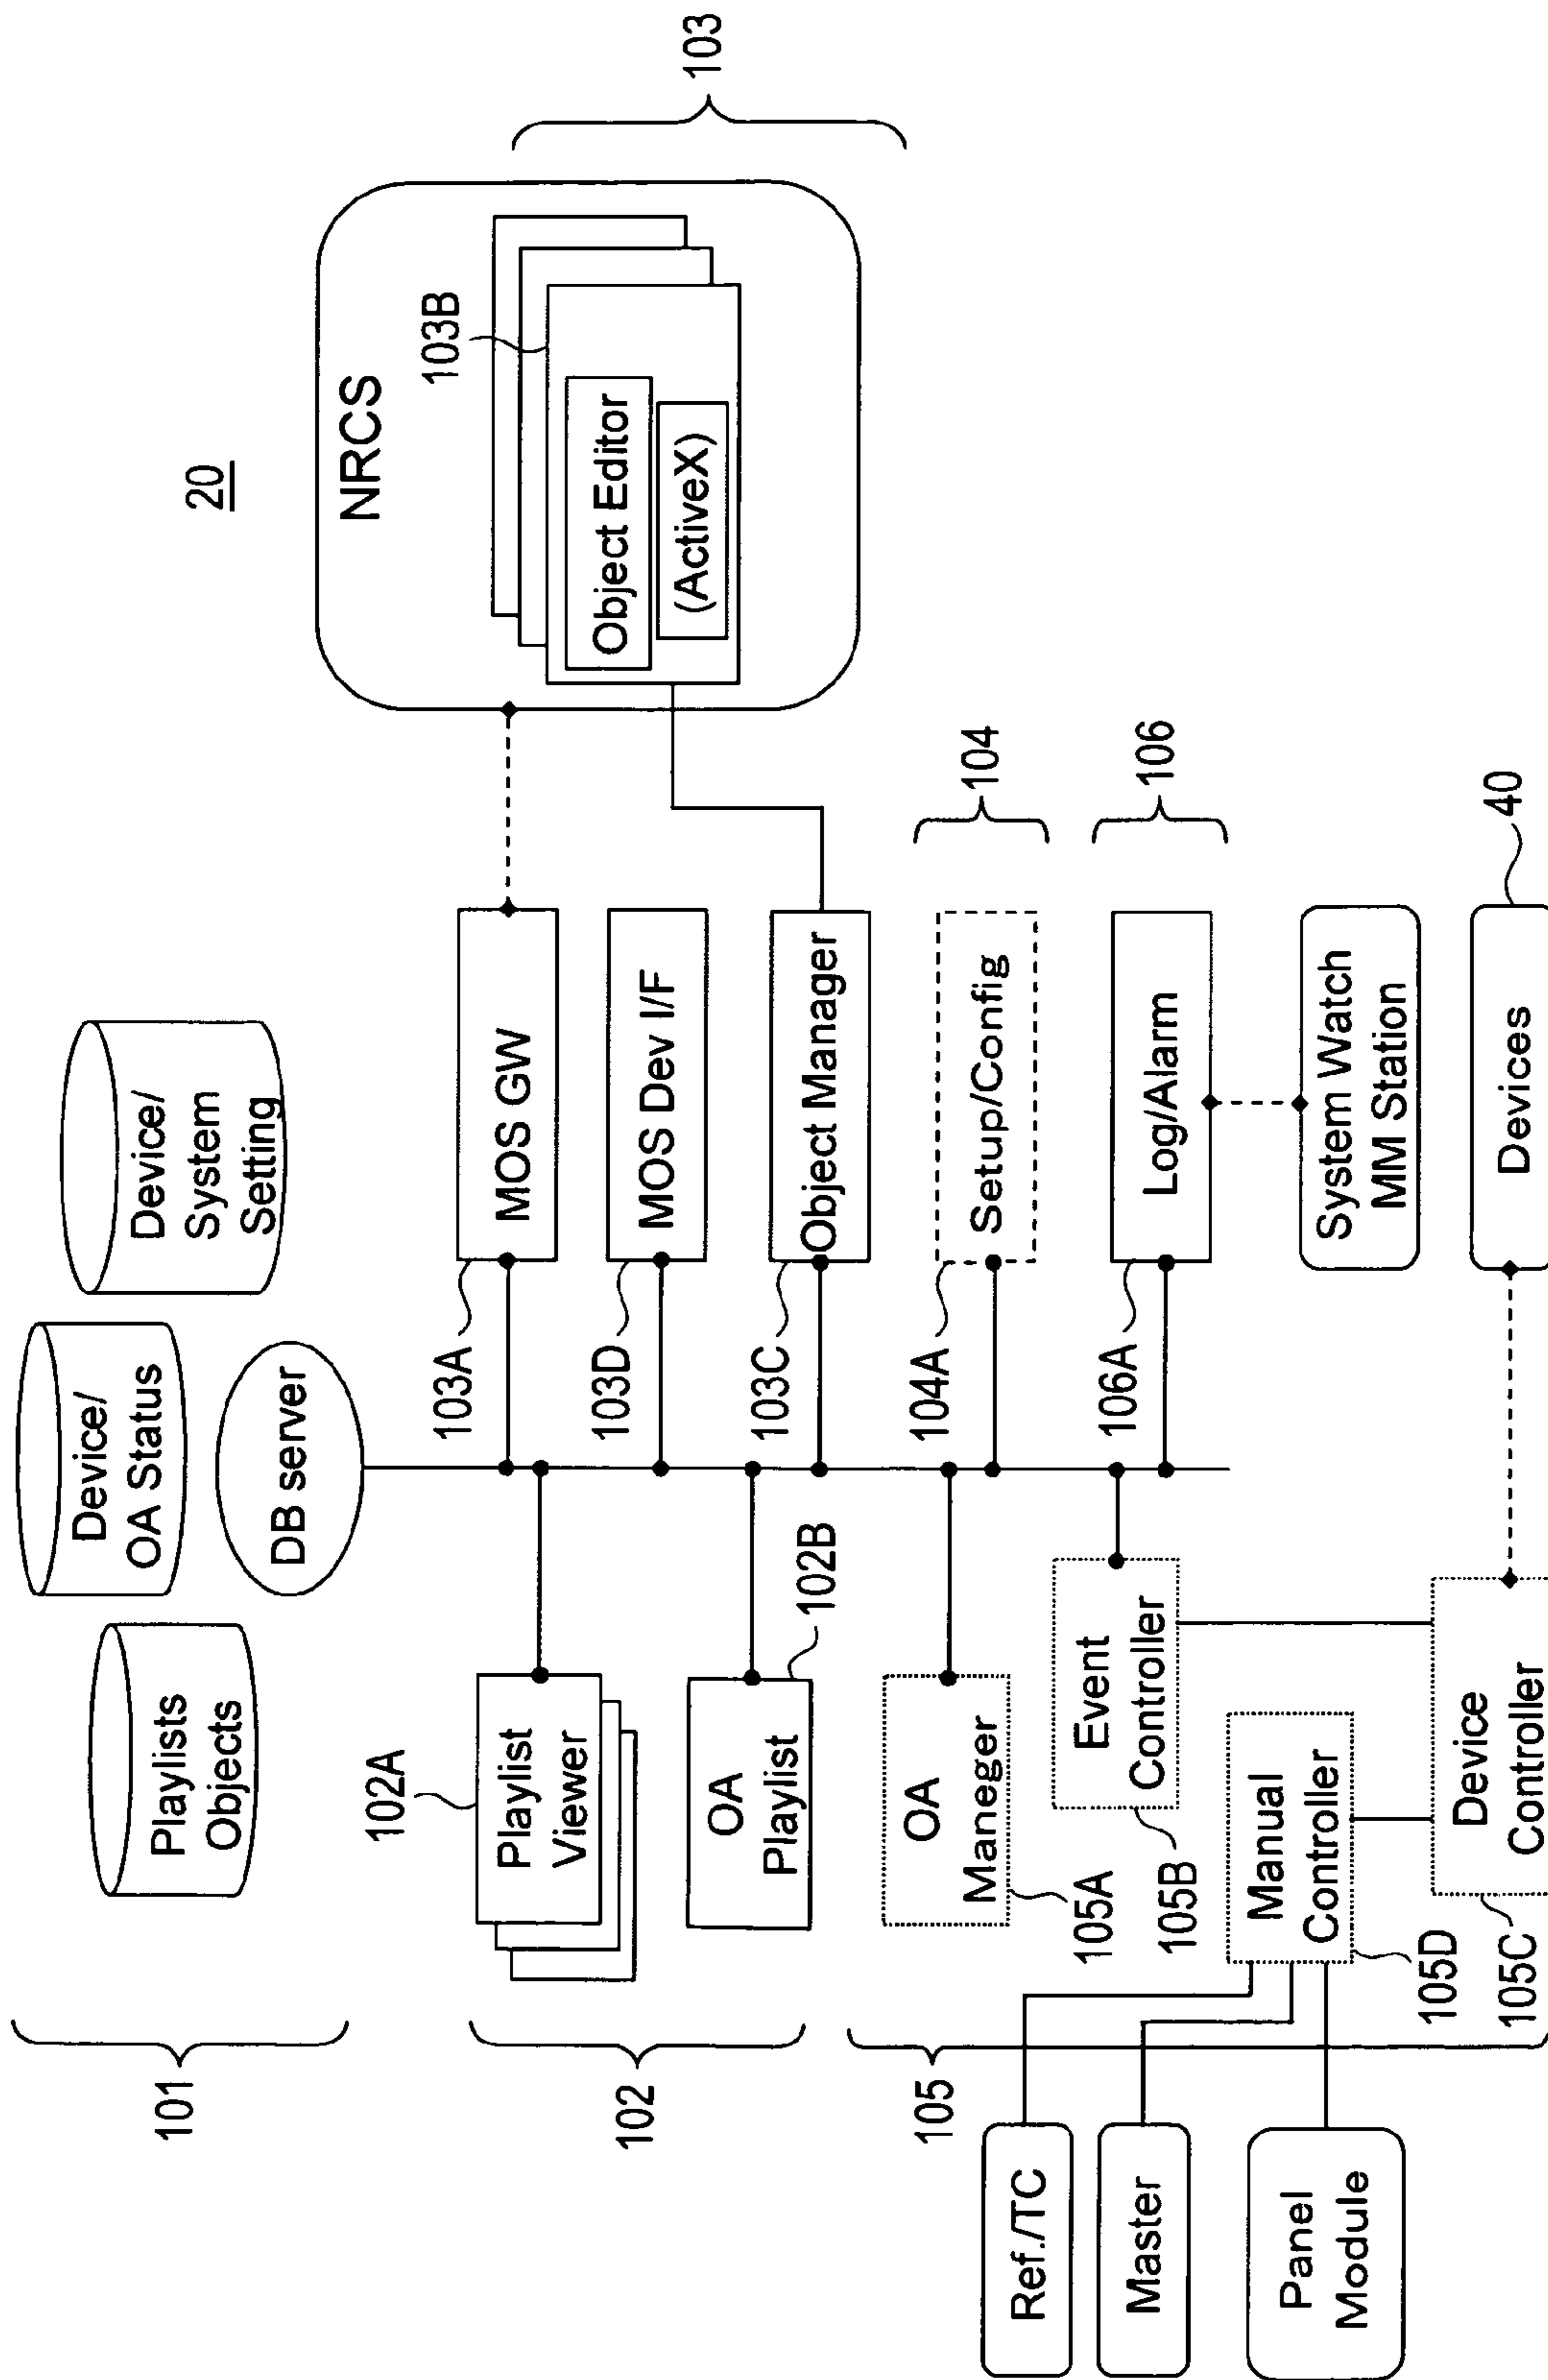 101
Playlists
Objects
Device/
OA Status
Device/
System
Setting
DB server
20
NRCS
103B
Object Editor
(ActiveX)
103
102
102A
Playlist
Viewer
OA
Playlist
102B
103A
MOS GW
103D
MOS Dev I/F
103C
Object Manager
104A
Setup/Config
104
106A
Log/Alarm
106
System Watch
MM Station
105
OA
Maneger
105A
Event
Controller
105B
Manual
Controller
105D
Device
Controller
105C
Devices
40
Ref./TC
Master
Panel
Module